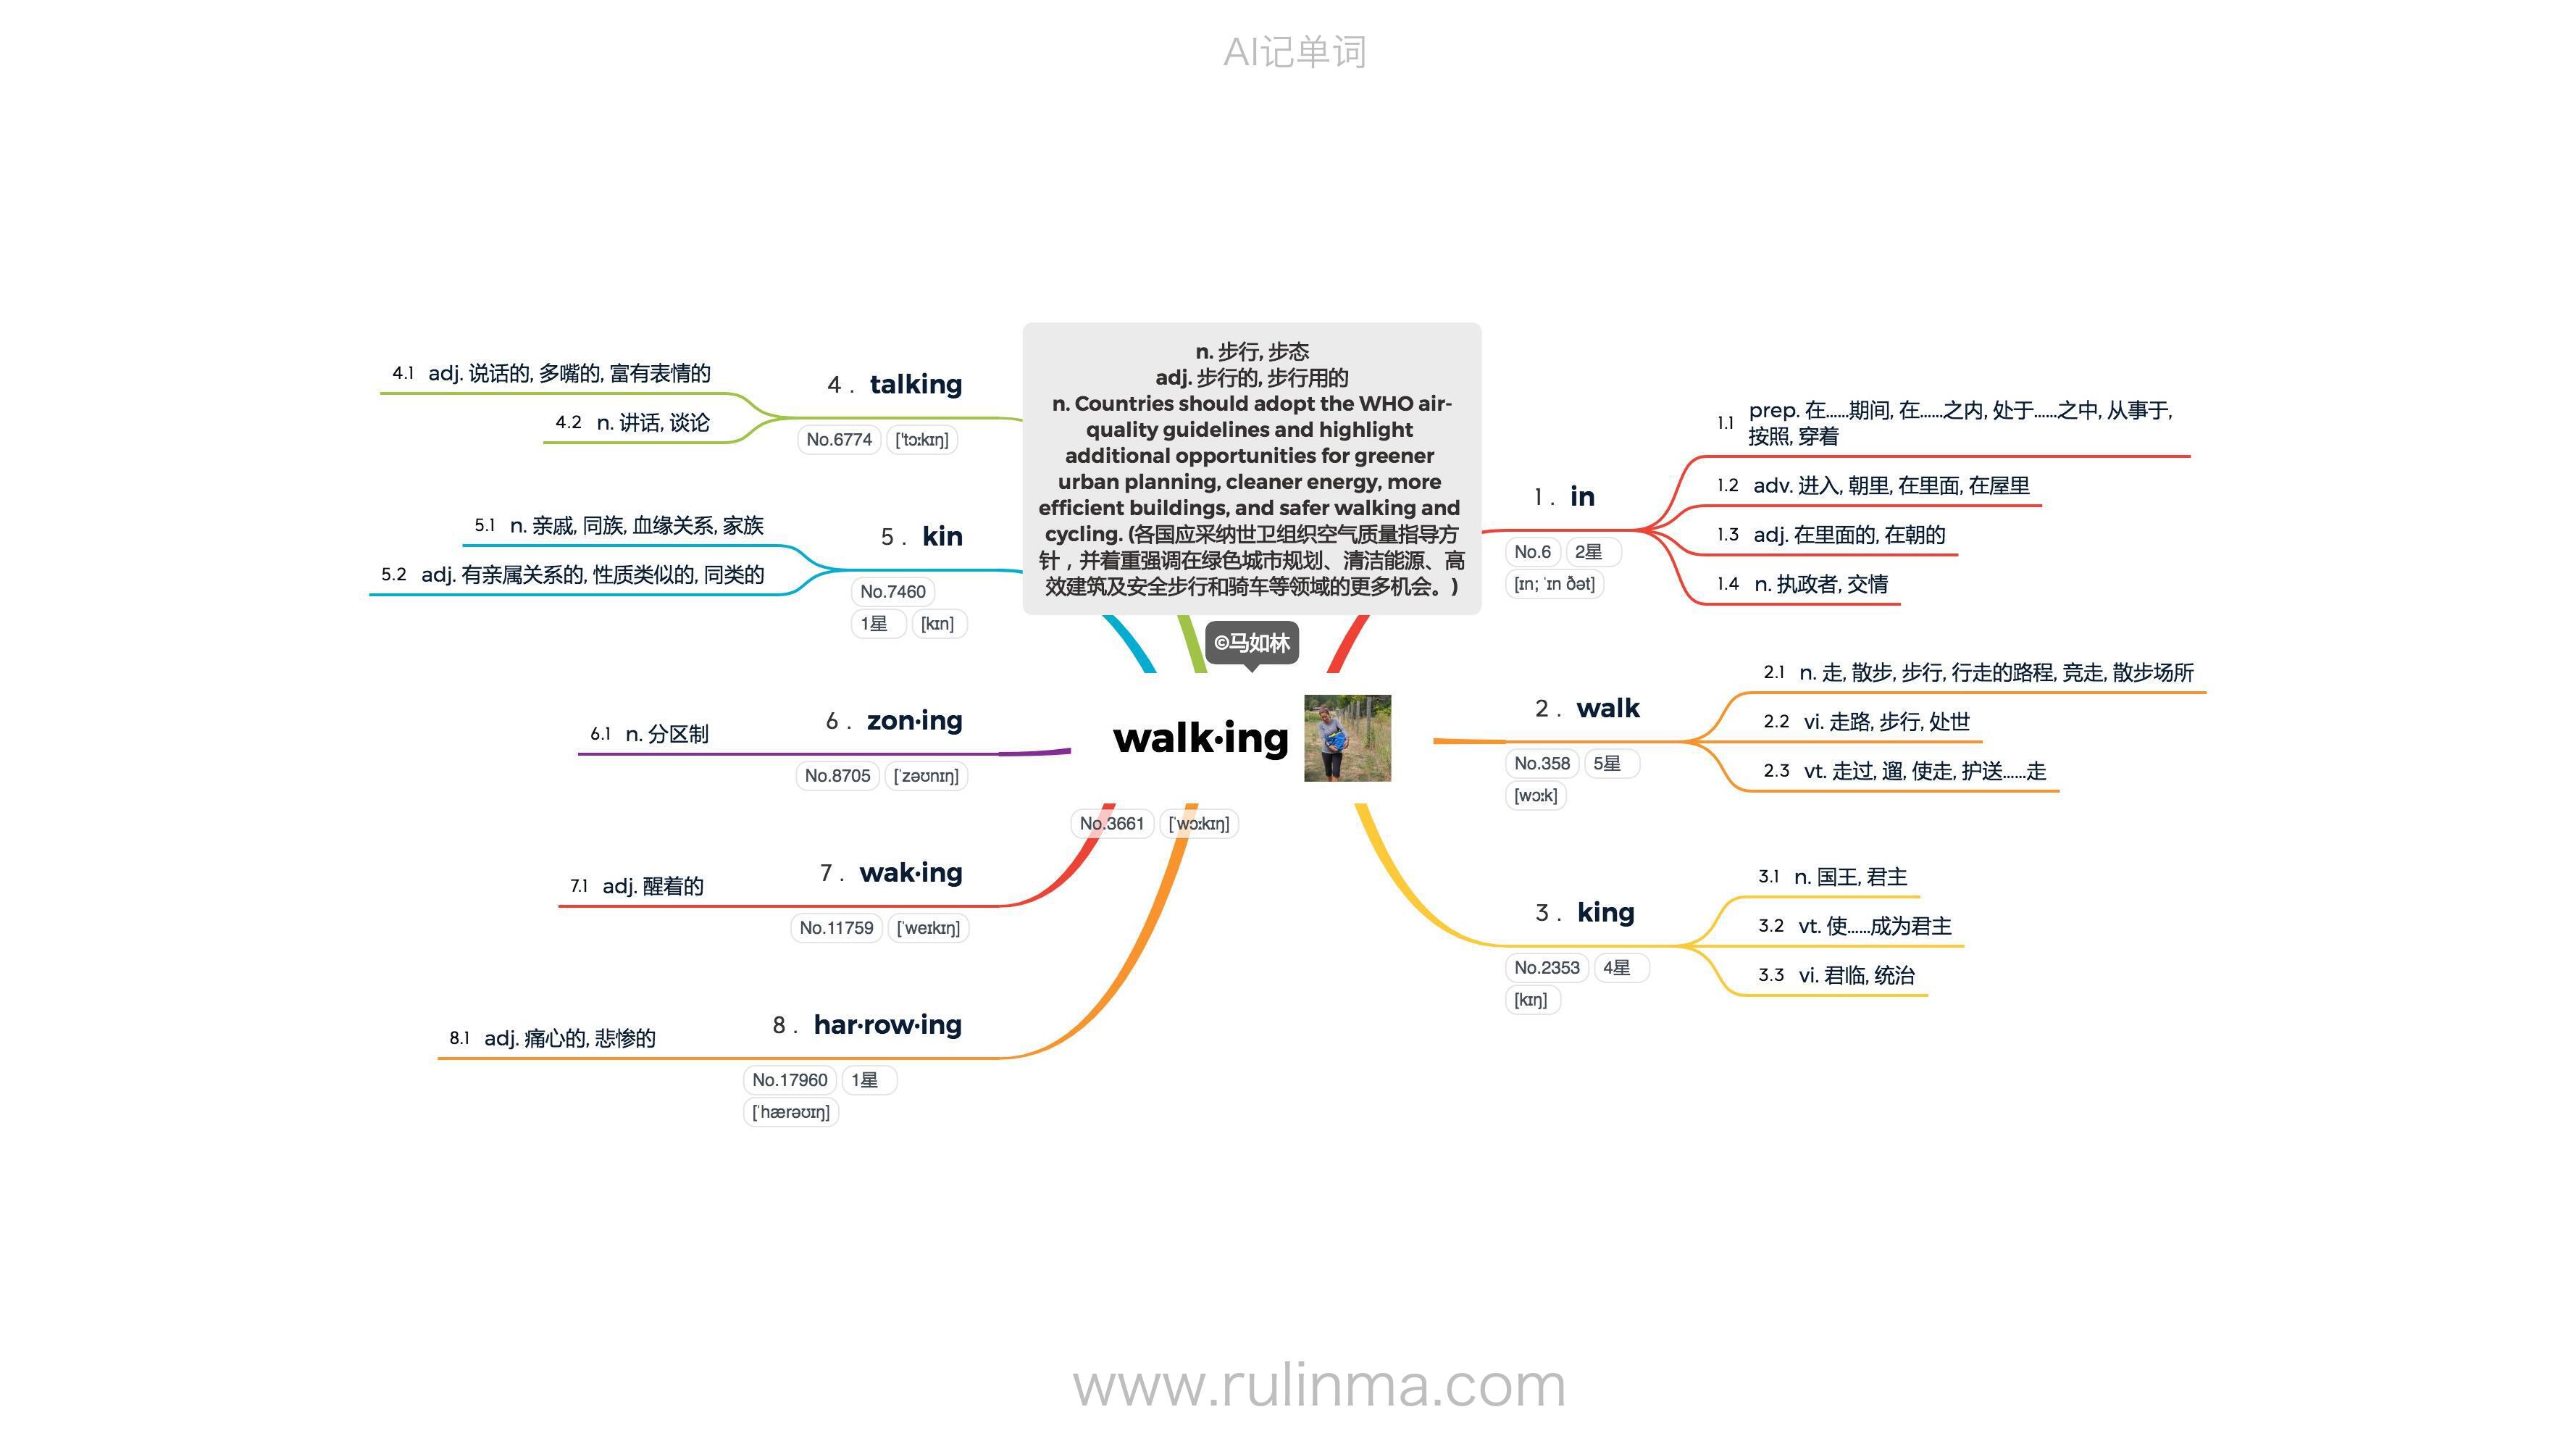 AI记单词
n. 步行, 步态
adj. 步行的, 步行用的
n. Countries should adopt the WHO air-
quality guidelines and highlight
additional opportunities for greener
urban planning, cleaner energy, more
efficient buildings, and safer walking and
cycling. (各国应采纳世卫组织空气质量指导方
针，并着重强调在绿色城市规划、清洁能源、高
效建筑及安全步行和骑车等领域的更多机会。)
©马如林
walk·ing
No.3661 [ˈwɔːkɪŋ]
1. in
No.6 2星
[ɪn; ˈɪn ðət]
1.1 prep. 在……期间, 在……之内, 处于……之中, 从事于,
按照, 穿着
1.2 adv. 进入, 朝里, 在里面, 在屋里
1.3 adj. 在里面的, 在朝的
1.4 n. 执政者, 交情
2. walk
No.358 5星
[wɔːk]
2.1 n. 走, 散步, 步行, 行走的路程, 竞走, 散步场所
2.2 vi. 走路, 步行, 处世
2.3 vt. 走过, 遛, 使走, 护送……走
3. king
No.2353 4星
[kɪŋ]
3.1 n. 国王, 君主
3.2 vt. 使……成为君主
3.3 vi. 君临, 统治
4. talking
No.6774 ['tɔːkɪŋ]
4.1 adj. 说话的, 多嘴的, 富有表情的
4.2 n. 讲话, 谈论
5. kin
No.7460
1星 [kɪn]
5.1 n. 亲戚, 同族, 血缘关系, 家族
5.2 adj. 有亲属关系的, 性质类似的, 同类的
6. zon·ing
No.8705 [ˈzəʊnɪŋ]
6.1 n. 分区制
7. wak·ing
No.11759 [ˈweɪkɪŋ]
7.1 adj. 醒着的
8. har·row·ing
No.17960 1星
[ˈhærəʊɪŋ]
8.1 adj. 痛心的, 悲惨的
www.rulinma.com